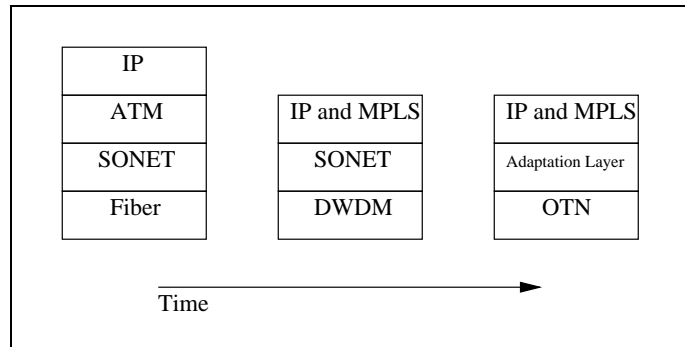 IP
ATM
SONET
Fiber
IP and MPLS
SONET
DWDM
IP and MPLS
Adaptation Layer
OTN
Time